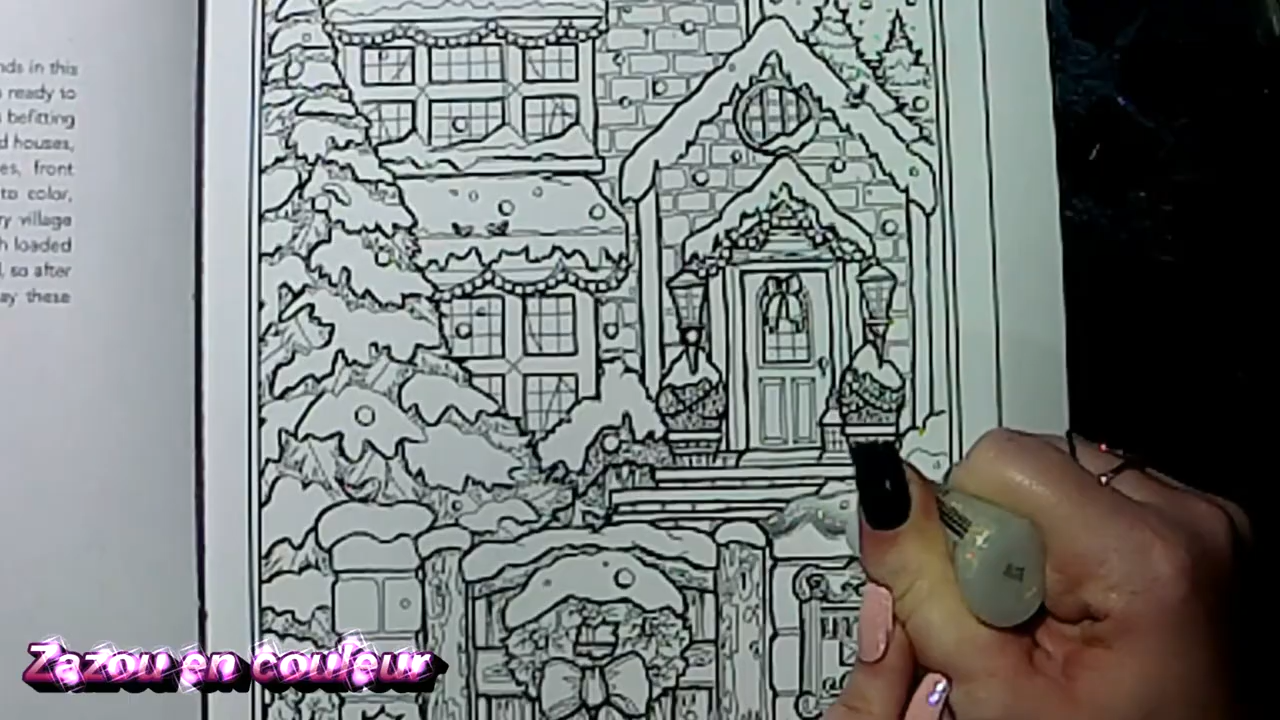 nds in this
ready to
befitting
d houses,
es, front
to color,
ry village
h loaded
, so after
ay these
Zazou en couleur